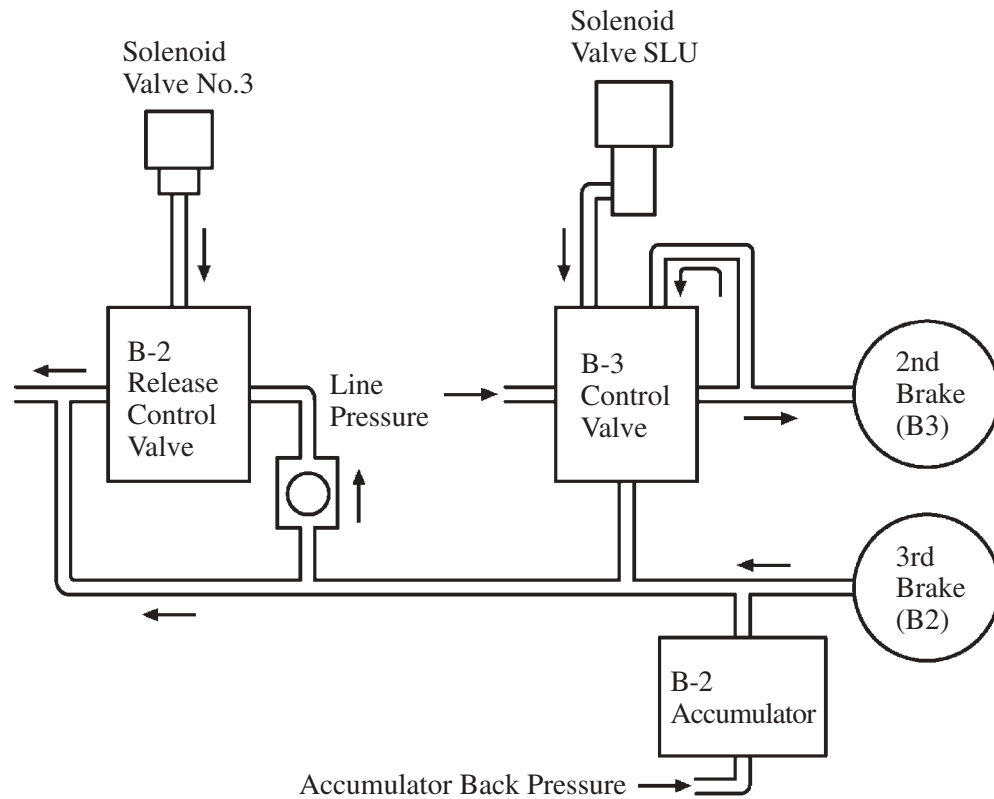 Solenoid
Valve No.3
Solenoid
Valve SLU
B-2
Release
Control
Valve
Line
Pressure
B-3
Control
Valve
2nd
Brake
(B3)
3rd
Brake
(B2)
B-2
Accumulator
Accumulator Back Pressure